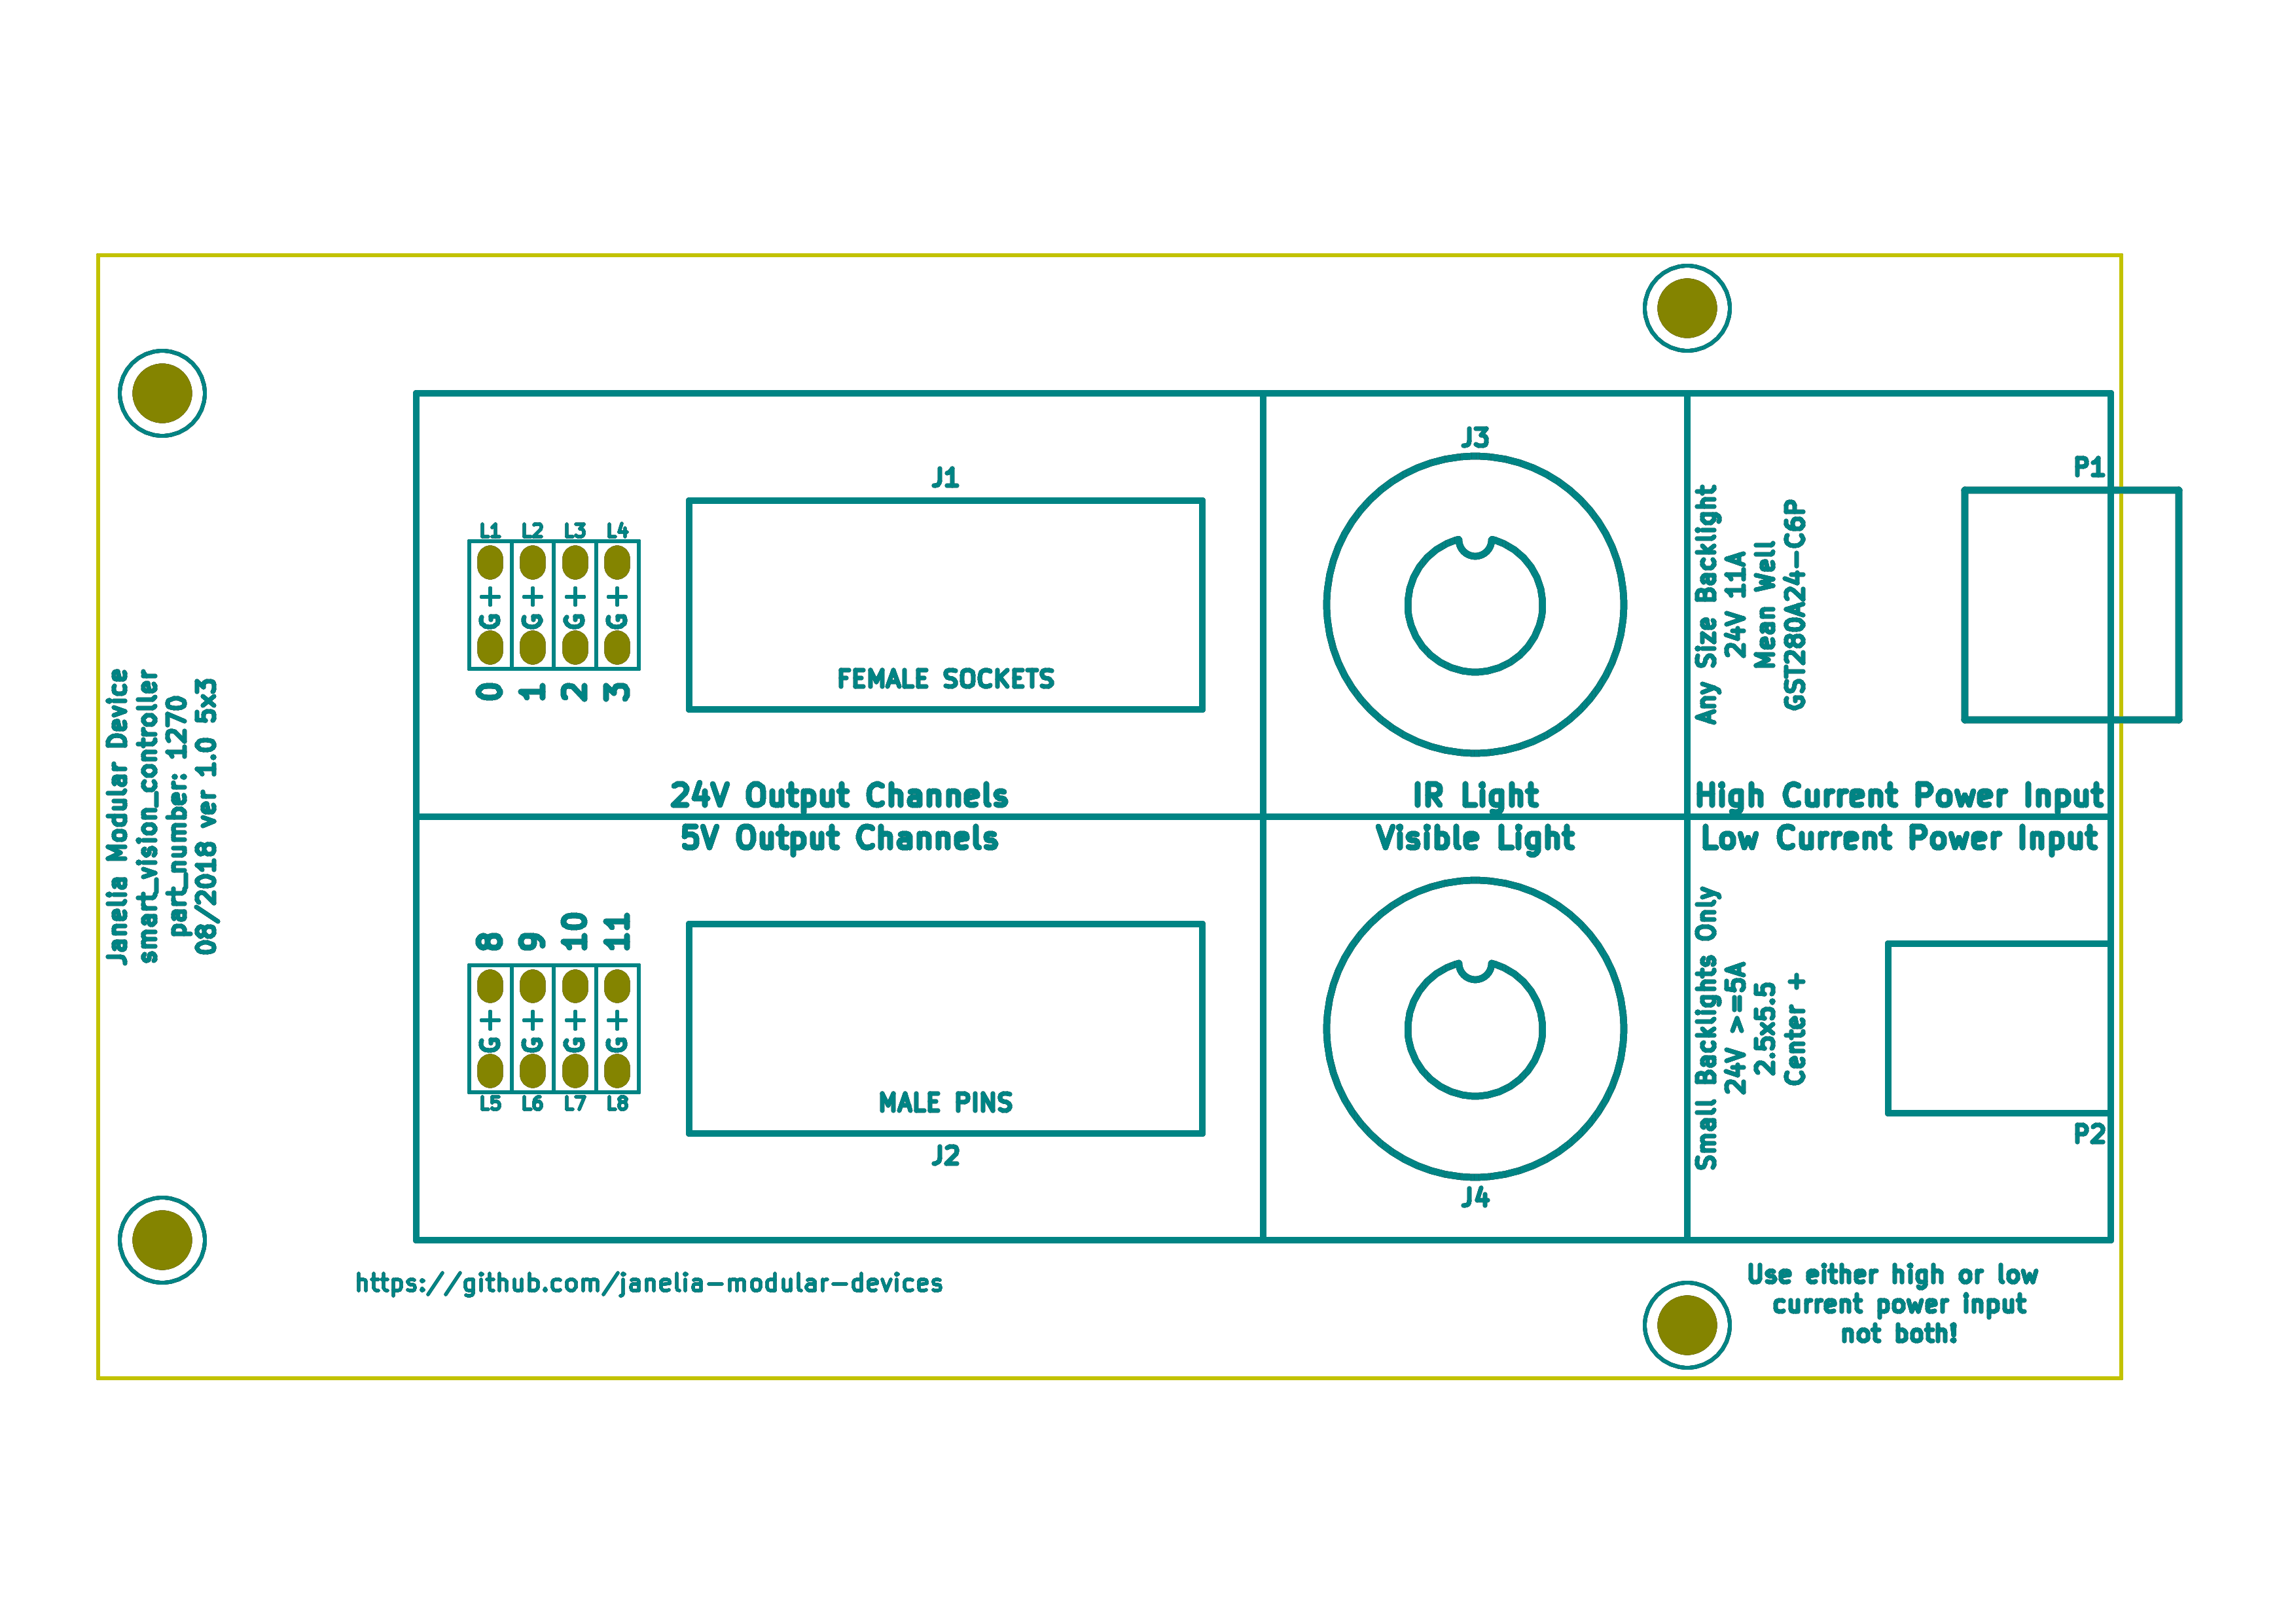 Janelia Modular Device
smart_vision_controller
part_number: 1270
08/2018 ver 1.0 5x3
J1
FEMALE SOCKETS
L1 L2 L3 L4
G+ G+ G+ G+
0 1 2 3
24V Output Channels
J3
IR Light
P1
Any Size Backlight
24V 11A
Mean Well
GST280A24-C6P
High Current Power Input
5V Output Channels
8 9 10 11
G+ G+ G+ G+
L5 L6 L7 L8
MALE PINS
J2
Visible Light
J4
Low Current Power Input
Small Backlights Only
24V >=5A
2.5x5.5
Center +
P2
https://github.com/janelia-modular-devices
Use either high or low
current power input
not both!